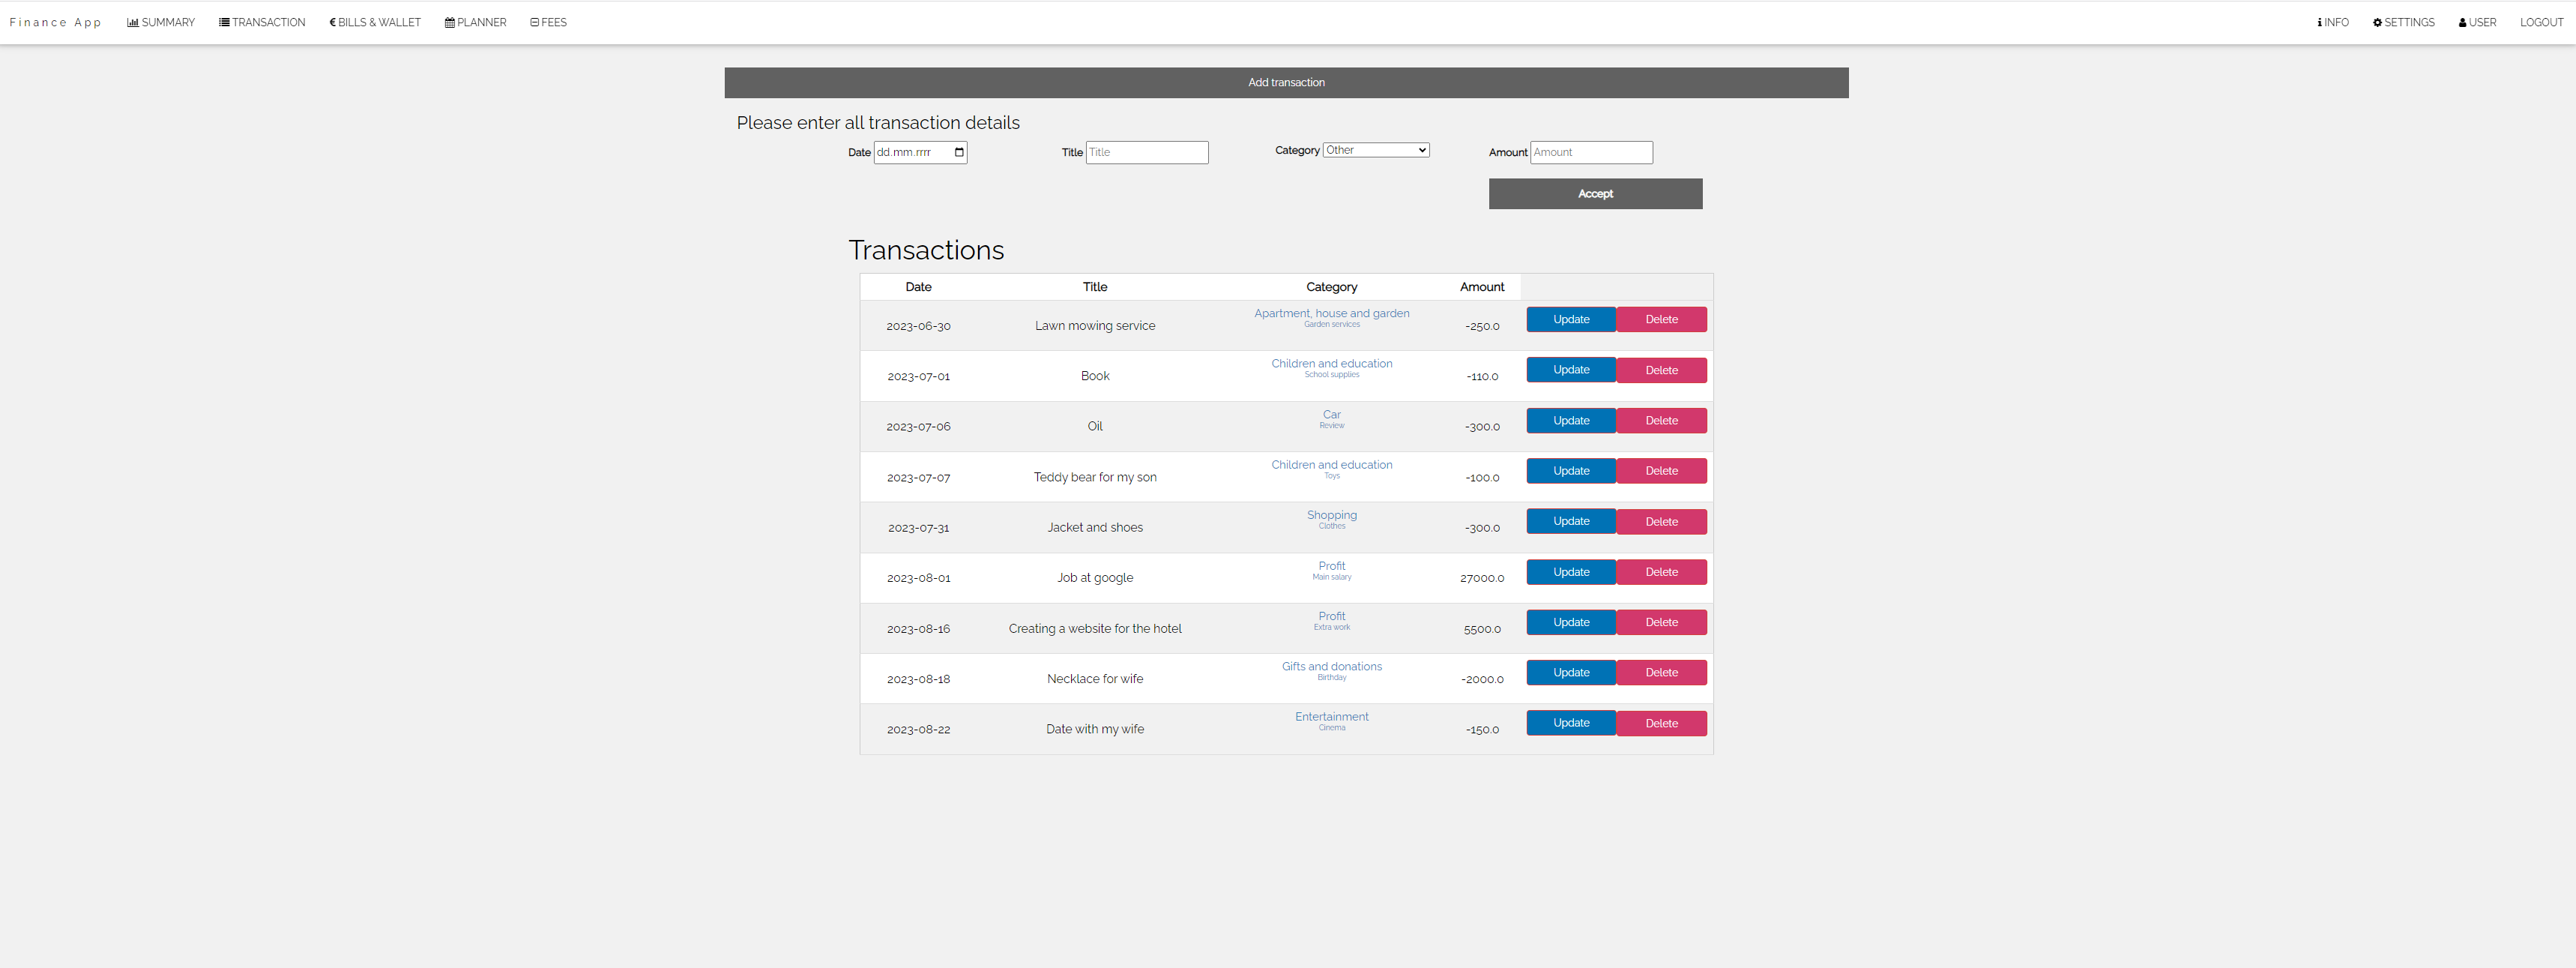 Finance App SUMMARY TRANSACTION € BILLS & WALLET PLANNER FEES INFO SETTINGS USER LOGOUT
Add transaction
Please enter all transaction details
Date dd.mm.rrrr Title Title Category Other Amount Amount
Accept
Transactions
Date Title Category Amount
2023-06-30 Lawn mowing service Apartment, house and garden -250.0 Update Delete
Garden services
2023-07-01 Book Children and education -110.0 Update Delete
School supplies
2023-07-06 Oil Car -300.0 Update Delete
Review
2023-07-07 Teddy bear for my son Children and education -100.0 Update Delete
Toys
2023-07-31 Jacket and shoes Shopping -300.0 Update Delete
Clothes
2023-08-01 Job at google Profit 27000.0 Update Delete
Main salary
2023-08-16 Creating a website for the hotel Profit 5500.0 Update Delete
Extra work
2023-08-18 Necklace for wife Gifts and donations -2000.0 Update Delete
Birthday
2023-08-22 Date with my wife Entertainment -150.0 Update Delete
Cinema